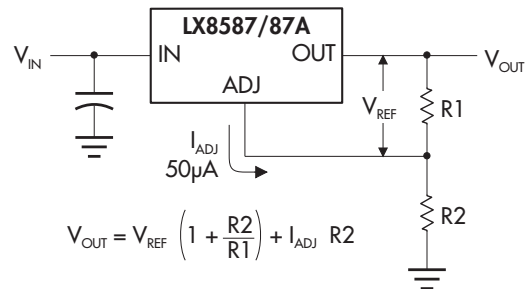 LX8587/87A
V_IN
IN
OUT
V_OUT
ADJ
V_REF
R1
I_ADJ
50µA
R2
V_OUT = V_REF (1 + R2/R1) + I_ADJ R2